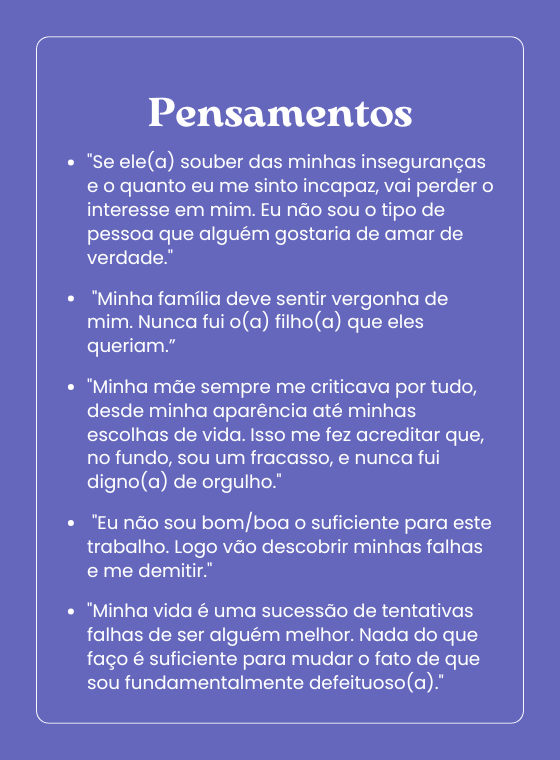 Pensamentos
• "Se ele(a) souber das minhas inseguranças
e o quanto eu me sinto incapaz, vai perder o
interesse em mim. Eu não sou o tipo de
pessoa que alguém gostaria de amar de
verdade."
• "Minha família deve sentir vergonha de
mim. Nunca fui o(a) filho(a) que eles
queriam.”
• "Minha mãe sempre me criticava por tudo,
desde minha aparência até minhas
escolhas de vida. Isso me fez acreditar que,
no fundo, sou um fracasso, e nunca fui
digno(a) de orgulho."
• "Eu não sou bom/boa o suficiente para este
trabalho. Logo vão descobrir minhas falhas
e me demitir."
• "Minha vida é uma sucessão de tentativas
falhas de ser alguém melhor. Nada do que
faço é suficiente para mudar o fato de que
sou fundamentalmente defeituoso(a)."